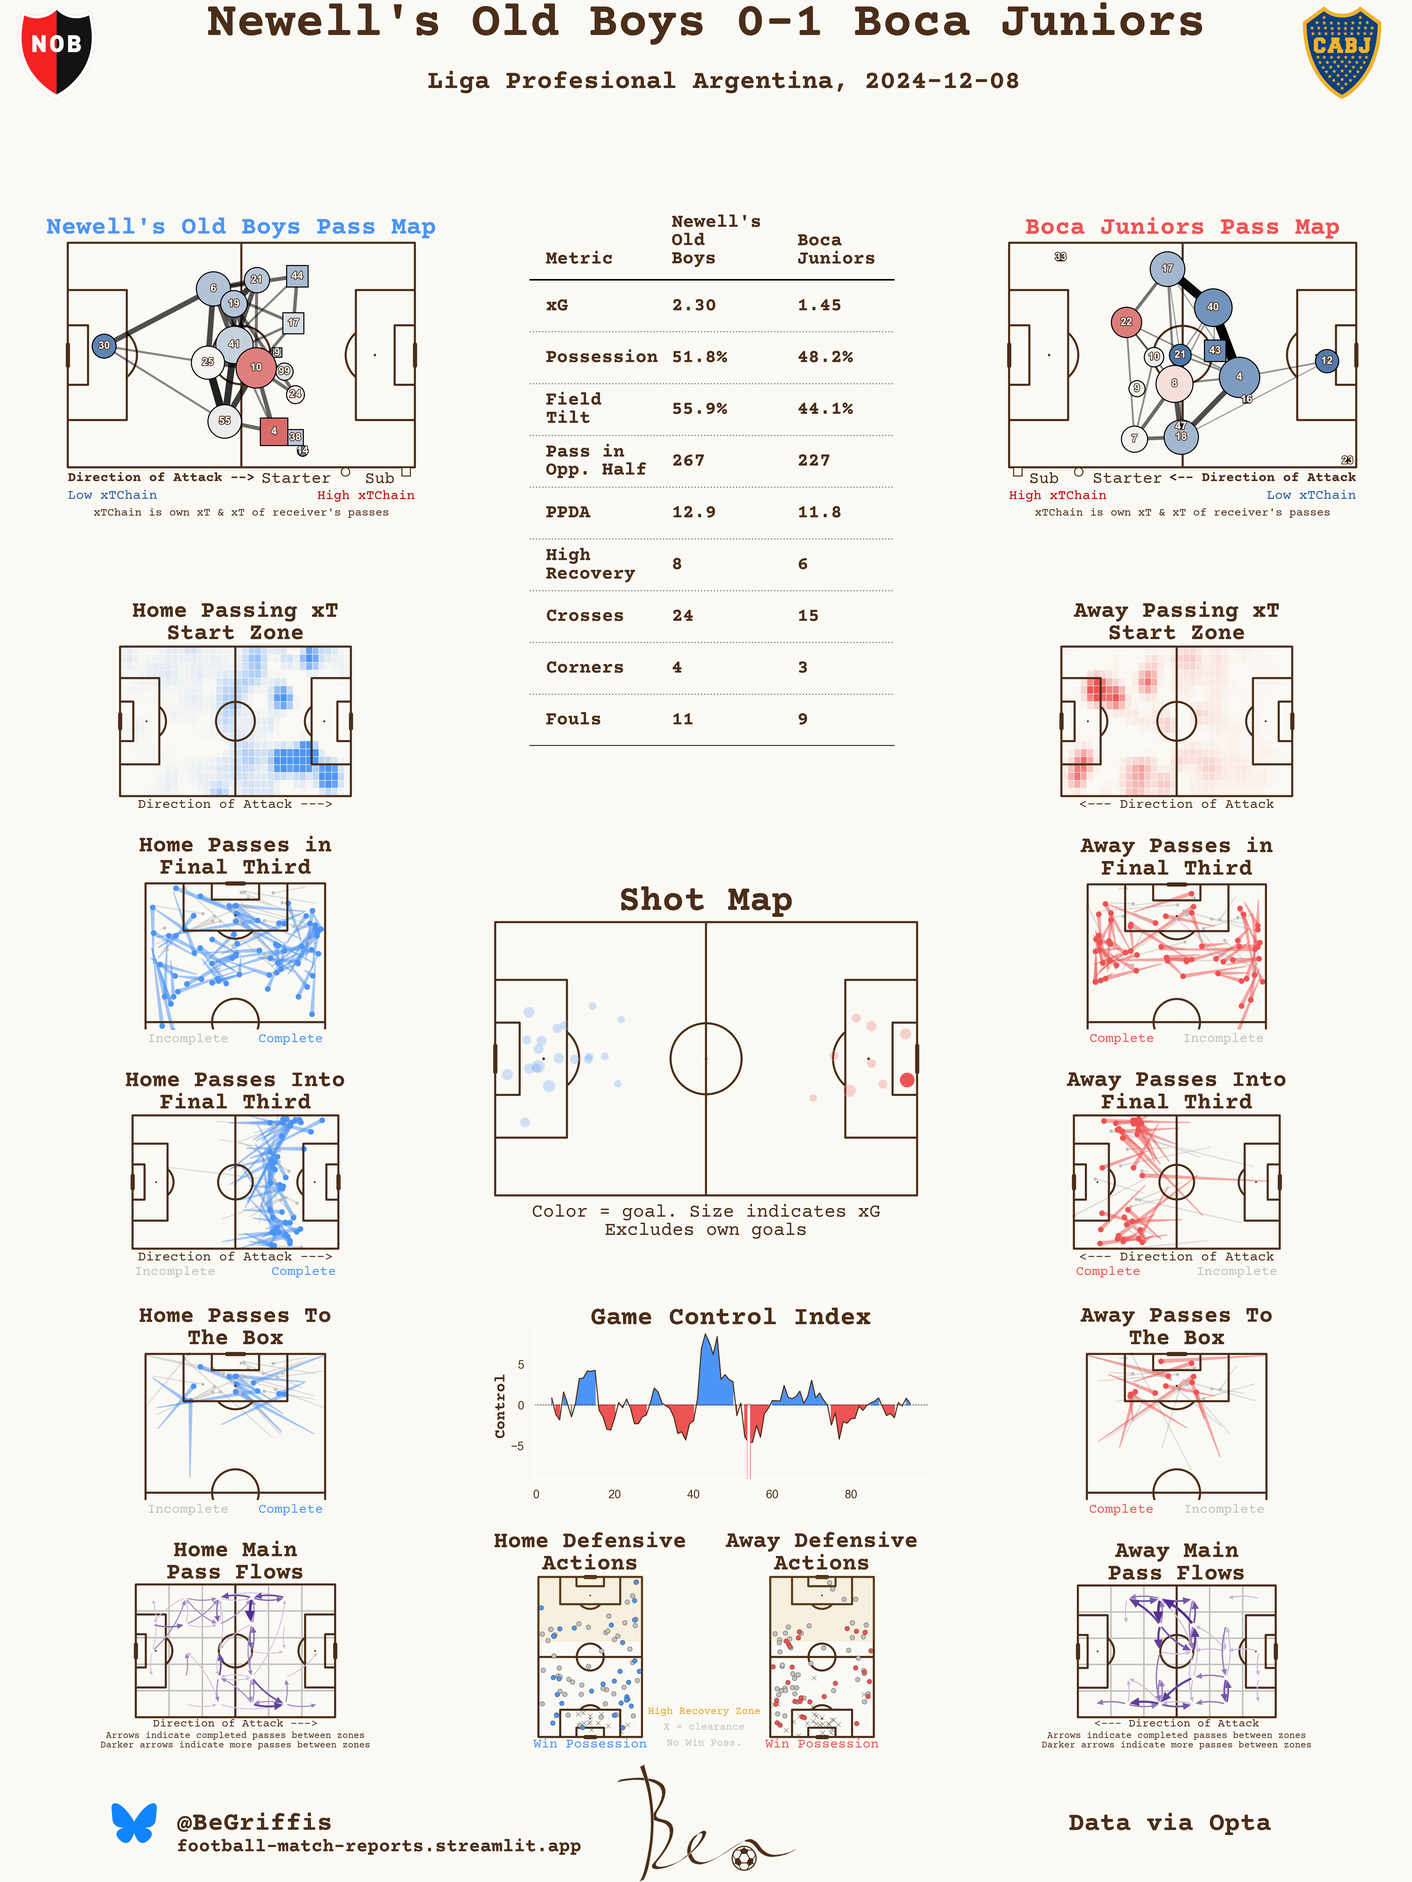 Newell's Old Boys 0-1 Boca Juniors
NOB
CABJ
Liga Profesional Argentina, 2024-12-08
Newell's Old Boys Pass Map
6
21
44
19
17
30
41
9
25
10
99
24
55
4
38
14
Direction of Attack --> Starter Sub
Low xTChain High xTChain
xTChain is own xT & xT of receiver's passes
Metric Newell's Old Boys Boca Juniors
xG 2.30 1.45
Possession 51.8% 48.2%
Field Tilt 55.9% 44.1%
Pass in Opp. Half 267 227
PPDA 12.9 11.8
High Recovery 8 6
Crosses 24 15
Corners 4 3
Fouls 11 9
Boca Juniors Pass Map
33
17
40
22
10
21
43
12
9
8
4
16
47
7
18
23
Sub Starter <-- Direction of Attack
High xTChain Low xTChain
xTChain is own xT & xT of receiver's passes
Home Passing xT
Start Zone
Direction of Attack --->
Away Passing xT
Start Zone
<--- Direction of Attack
Home Passes in
Final Third
Incomplete Complete
Away Passes in
Final Third
Complete Incomplete
Shot Map
Color = goal. Size indicates xG
Excludes own goals
Home Passes Into
Final Third
Direction of Attack --->
Incomplete Complete
Away Passes Into
Final Third
<--- Direction of Attack
Complete Incomplete
Home Passes To
The Box
Incomplete Complete
Game Control Index
Control
5
0
−5
0 20 40 60 80
Away Passes To
The Box
Complete Incomplete
Home Main
Pass Flows
Direction of Attack --->
Arrows indicate completed passes between zones
Darker arrows indicate more passes between zones
Home Defensive
Actions
Win Possession
Away Defensive
Actions
Win Possession
High Recovery Zone
X = clearance
No Win Poss.
Away Main
Pass Flows
<--- Direction of Attack
Arrows indicate completed passes between zones
Darker arrows indicate more passes between zones
@BeGriffis
football-match-reports.streamlit.app
Ben
Data via Opta